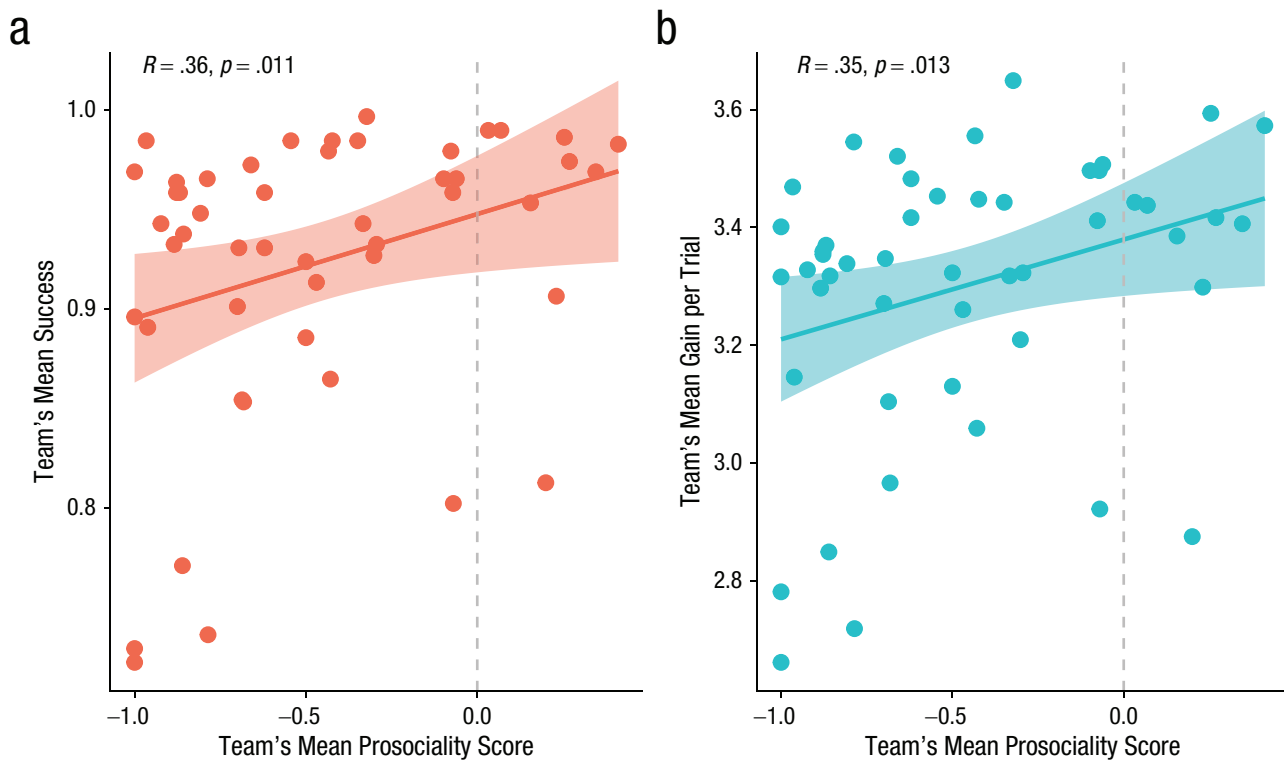 a
R = .36, p = .011
Team's Mean Success
1.0
0.9
0.8
−1.0
−0.5
0.0
Team's Mean Prosociality Score
b
R = .35, p = .013
Team's Mean Gain per Trial
3.6
3.4
3.2
3.0
2.8
−1.0
−0.5
0.0
Team's Mean Prosociality Score